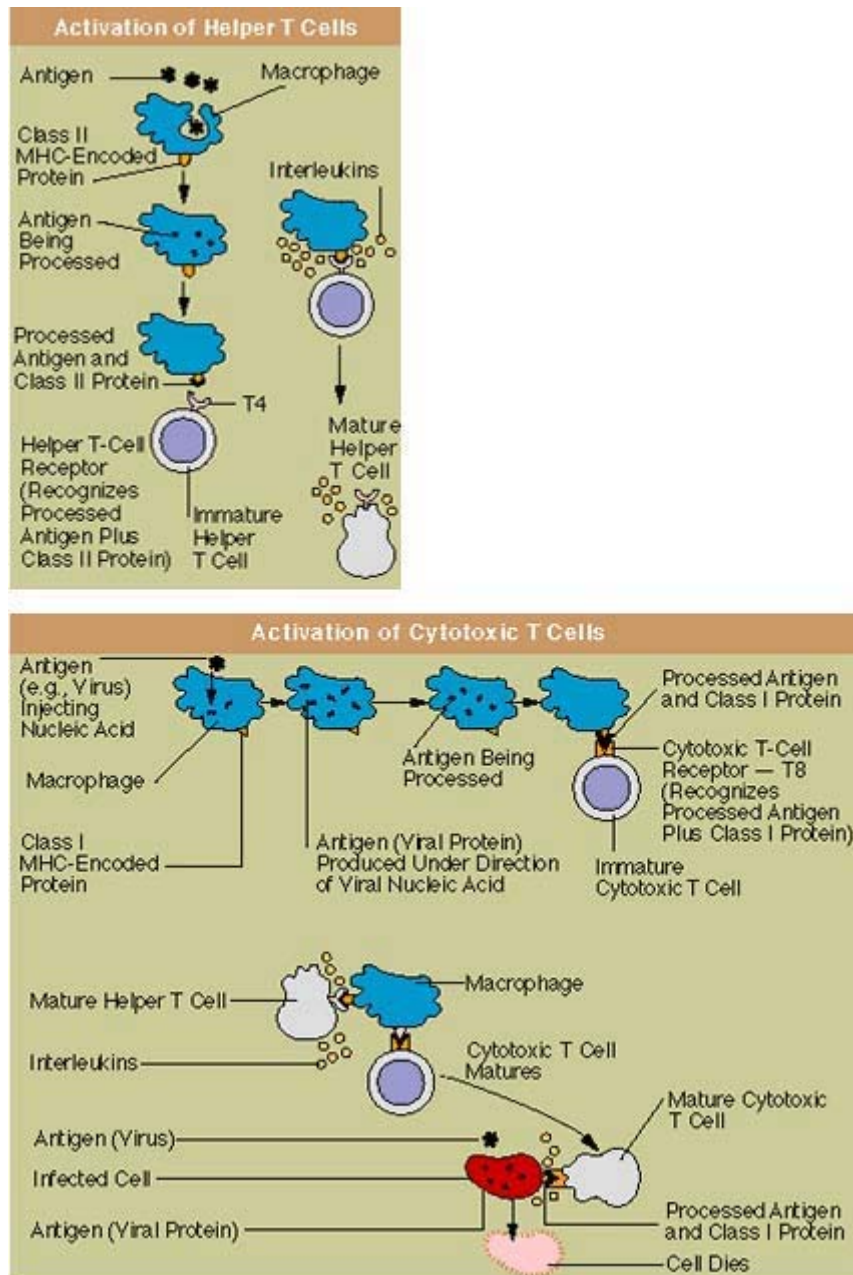 Activation of Helper T Cells
Antigen
Macrophage
Class II
MHC-Encoded
Protein
Interleukins
Antigen
Being
Processed
Processed
Antigen and
Class II Protein
T4
Mature
Helper
T Cell
Helper T-Cell
Receptor
(Recognizes
Processed
Antigen Plus
Class II Protein)
Immature
Helper
T Cell
Activation of Cytotoxic T Cells
Antigen
(e.g., Virus)
Injecting
Nucleic Acid
Macrophage
Class I
MHC-Encoded
Protein
Antigen (Viral Protein)
Produced Under Direction
of Viral Nucleic Acid
Antigen Being
Processed
Processed Antigen
and Class I Protein
Cytotoxic T-Cell
Receptor — T8
(Recognizes
Processed Antigen
Plus Class I Protein)
Immature
Cytotoxic T Cell
Mature Helper T Cell
Macrophage
Interleukins
Cytotoxic T Cell
Matures
Mature Cytotoxic
T Cell
Antigen (Virus)
Infected Cell
Antigen (Viral Protein)
Processed Antigen
and Class I Protein
Cell Dies